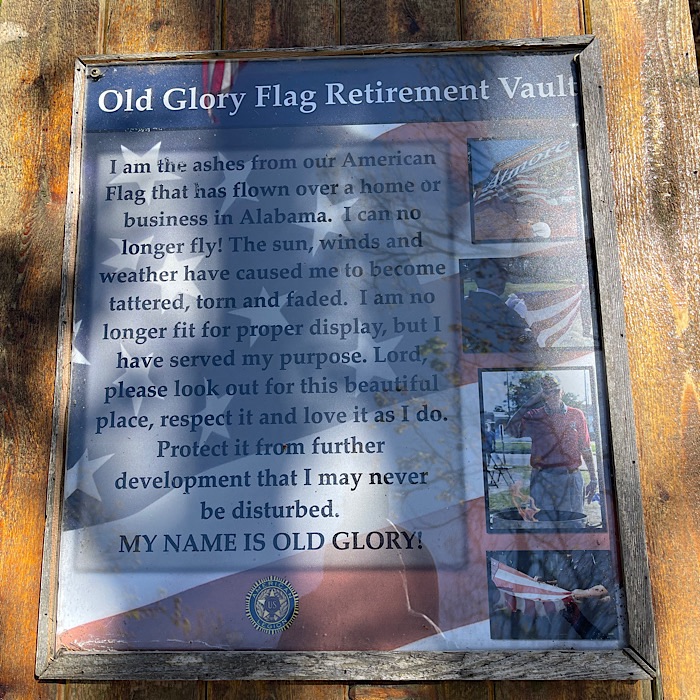 Old Glory Flag Retirement Vault
I am the ashes from our American
Flag that has flown over a home or
business in Alabama. I can no
longer fly! The sun, winds and
weather have caused me to become
tattered, torn and faded. I am no
longer fit for proper display, but I
have served my purpose. Lord,
please look out for this beautiful
place, respect it and love it as I do.
Protect it from further
development that I may never
be disturbed.
MY NAME IS OLD GLORY!
Atmore
AMERICAN
US
LEGION